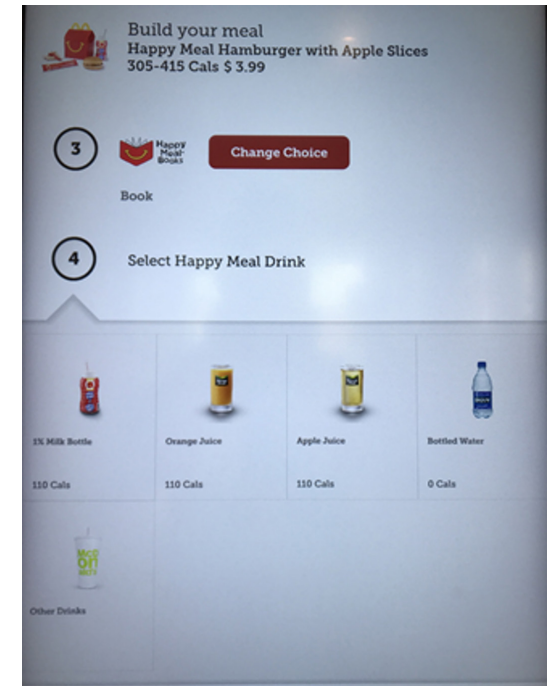 Build your meal
Happy Meal Hamburger with Apple Slices
305-415 Cals $ 3.99
3
Happy
Meal
Books
Change Choice
Book
4
Select Happy Meal Drink
1% Milk Bottle
Orange Juice
Apple Juice
Bottled Water
110 Cals
110 Cals
110 Cals
0 Cals
Other Drinks